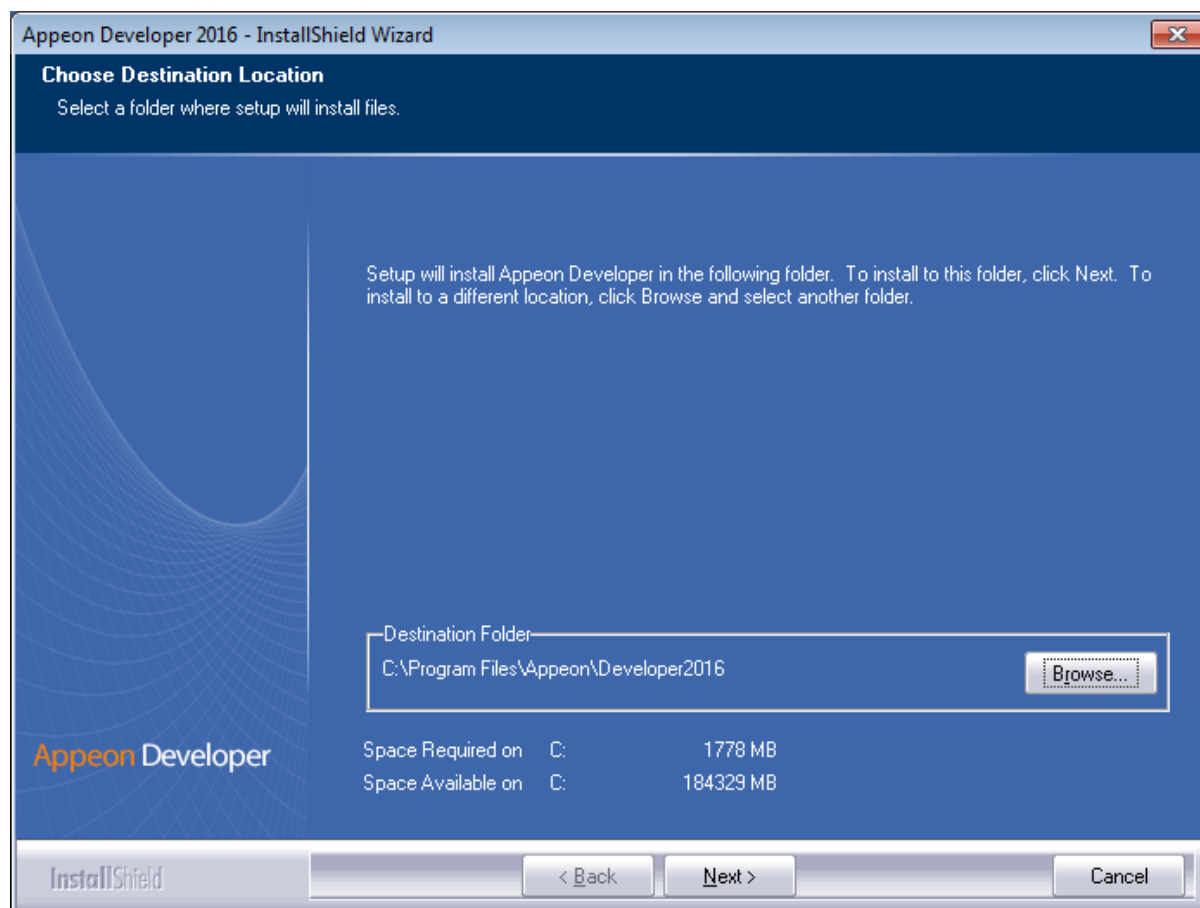 Appeon Developer 2016 - InstallShield Wizard
Choose Destination Location
Select a folder where setup will install files.
Setup will install Appeon Developer in the following folder.  To install to this folder, click Next.  To
install to a different location, click Browse and select another folder.
Destination Folder
C:\Program Files\Appeon\Developer2016
Browse...
Appeon Developer
Space Required on C: 1778 MB
Space Available on C: 184329 MB
InstallShield
< Back
Next >
Cancel